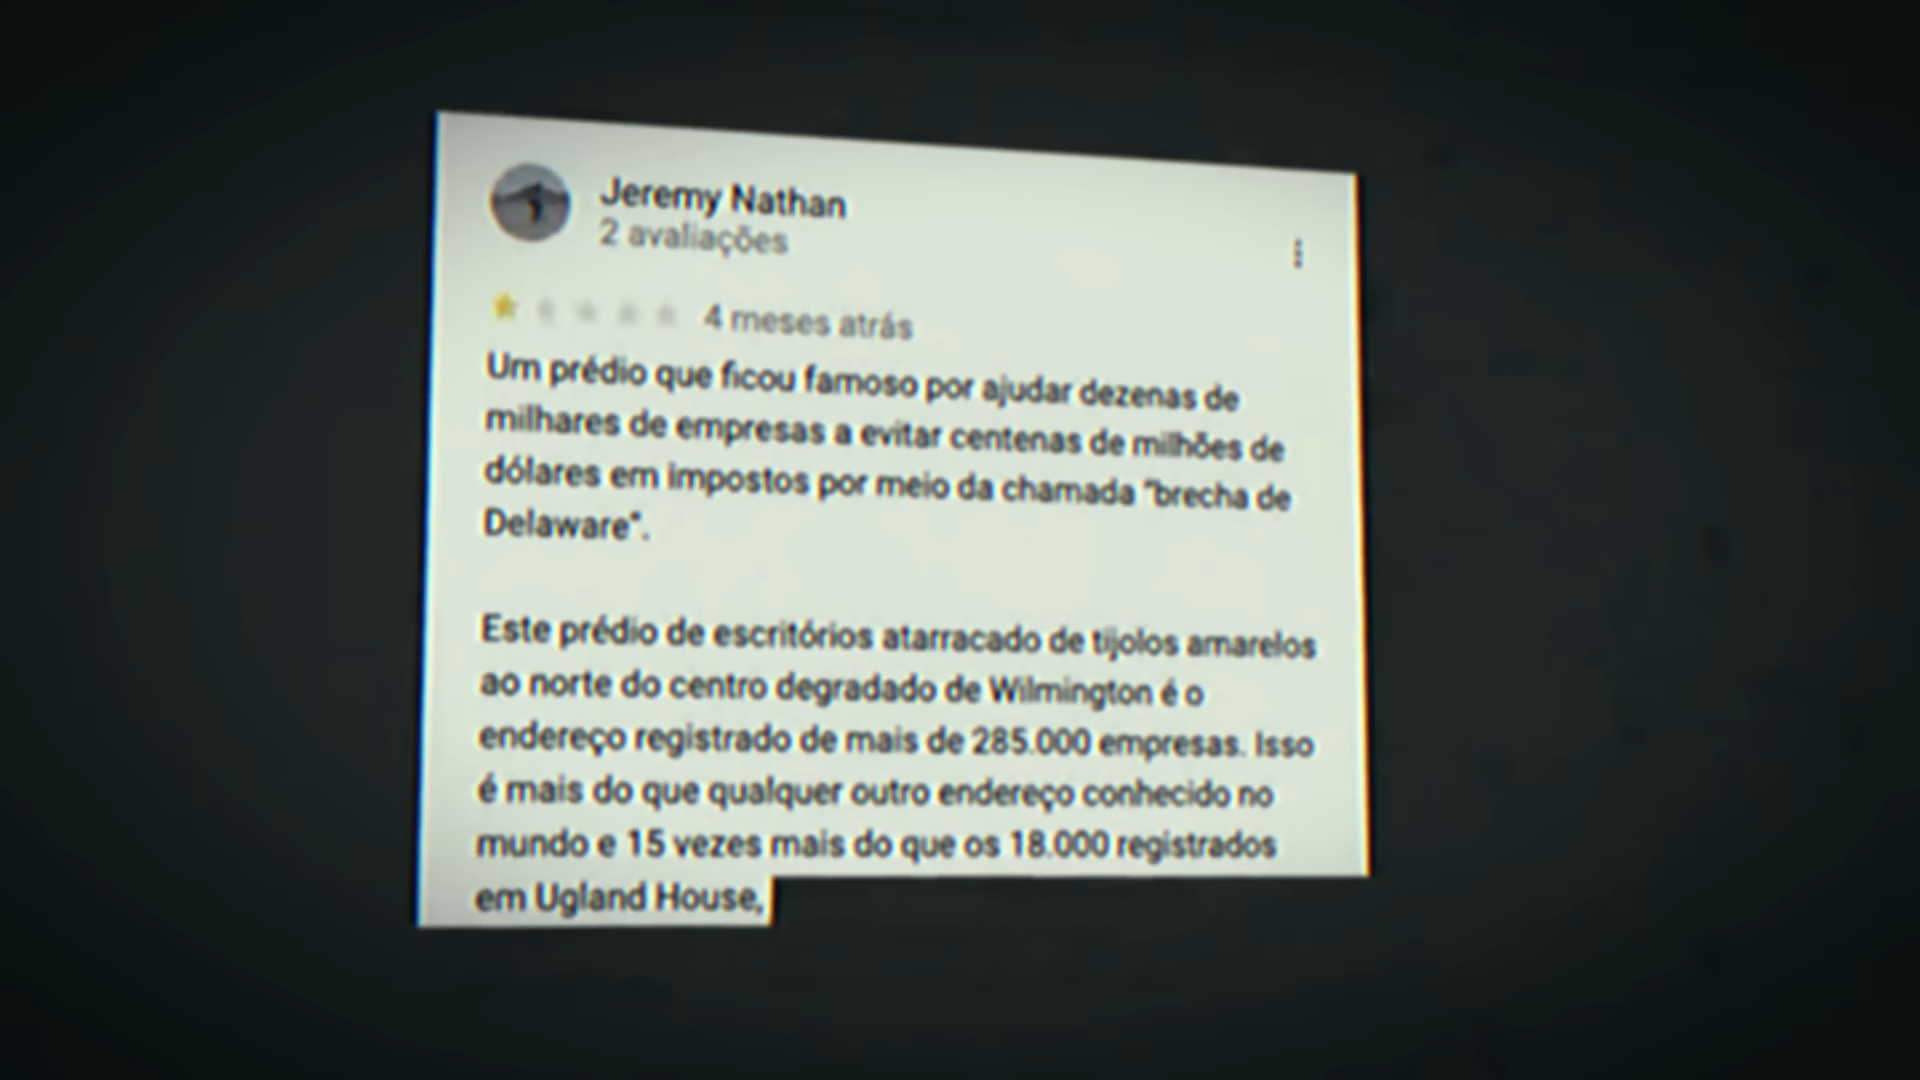 Jeremy Nathan
2 avaliações
4 meses atrás
Um prédio que ficou famoso por ajudar dezenas de
milhares de empresas a evitar centenas de milhões de
dólares em impostos por meio da chamada "brecha de
Delaware".
Este prédio de escritórios atarracado de tijolos amarelos
ao norte do centro degradado de Wilmington é o
endereço registrado de mais de 285.000 empresas. Isso
é mais do que qualquer outro endereço conhecido no
mundo e 15 vezes mais do que os 18.000 registrados
em Ugland House,